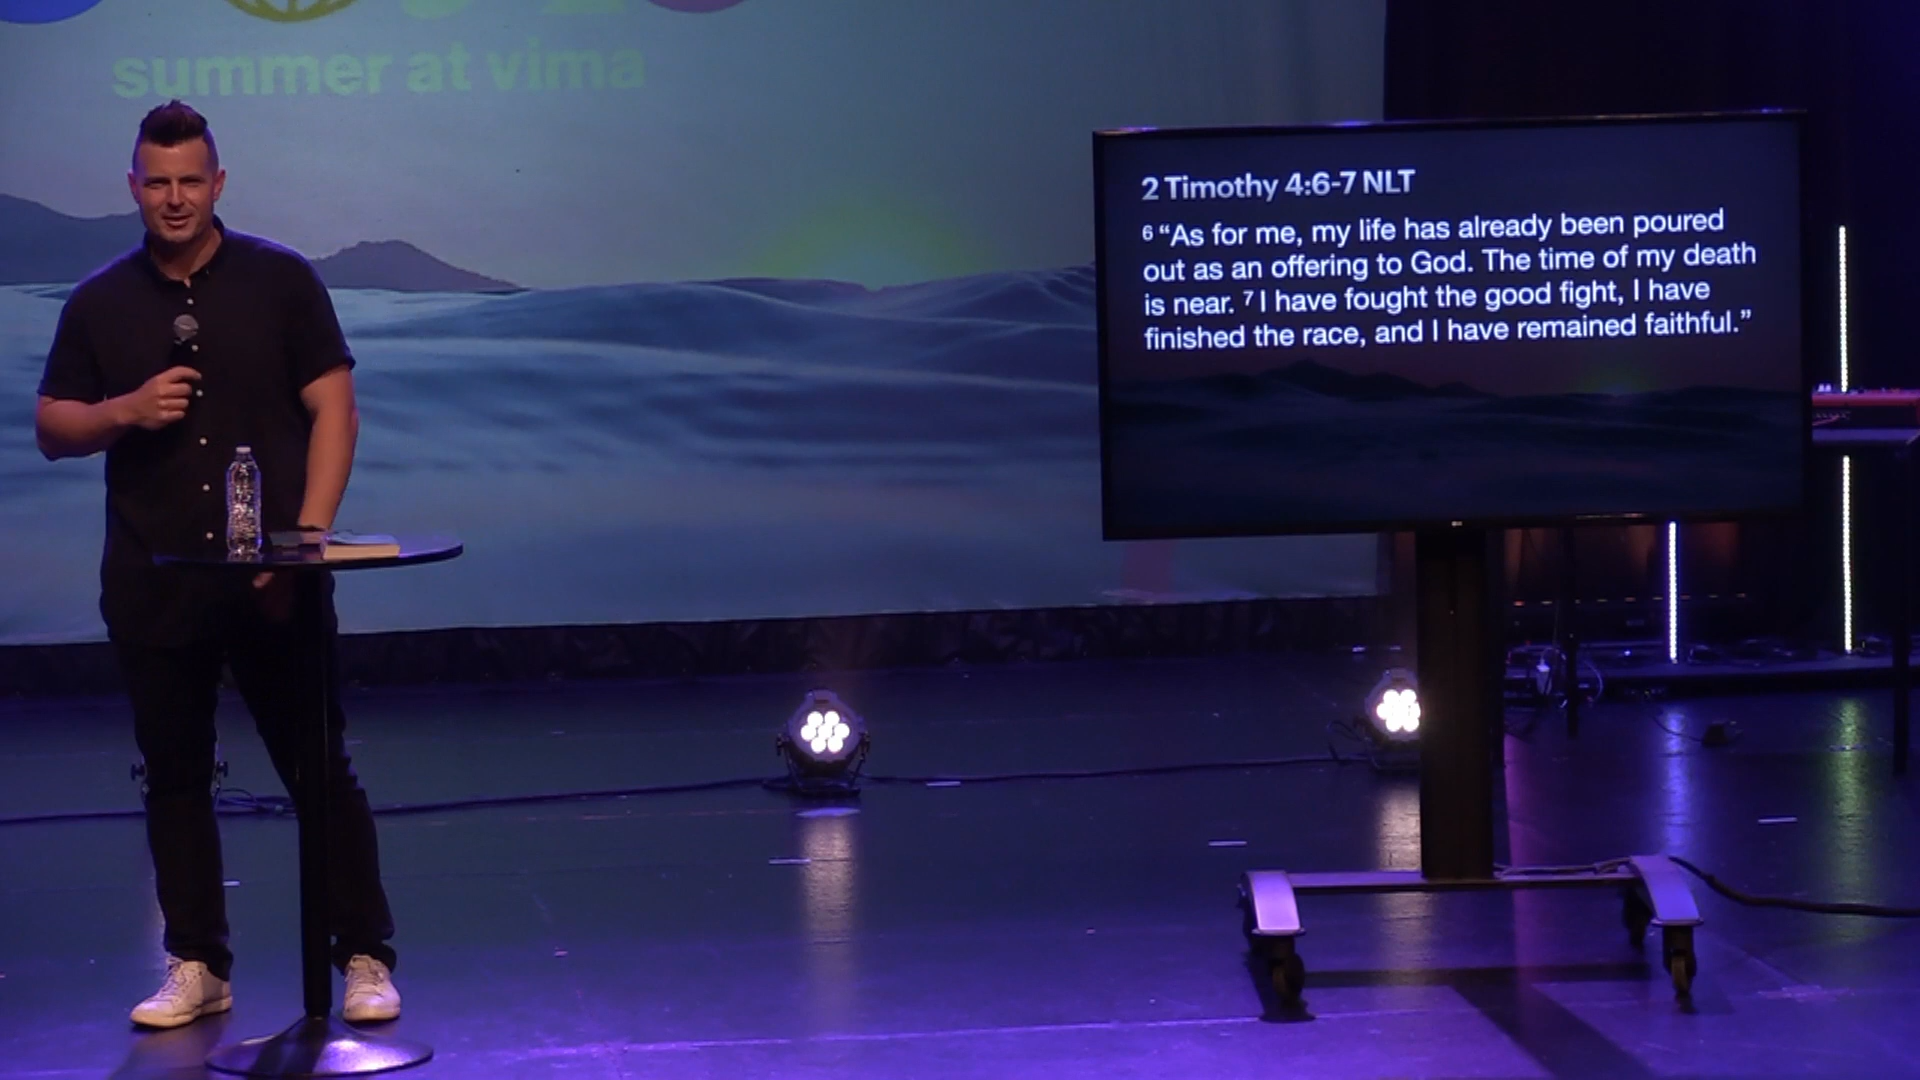 summer at vima
2 Timothy 4:6-7 NLT
6 “As for me, my life has already been poured
out as an offering to God. The time of my death
is near. 7 I have fought the good fight, I have
finished the race, and I have remained faithful.”